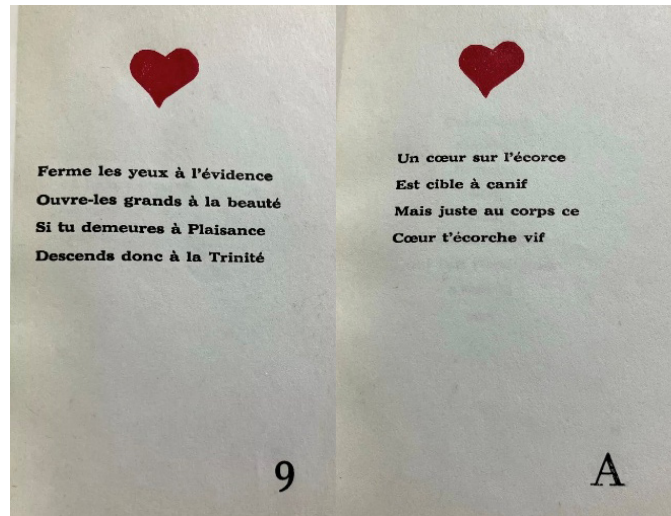 Ferme les yeux à l'évidence
Ouvre-les grands à la beauté
Si tu demeures à Plaisance
Descends donc à la Trinité
9
Un cœur sur l'écorce
Est cible à canif
Mais juste au corps ce
Cœur t'écorche vif
A